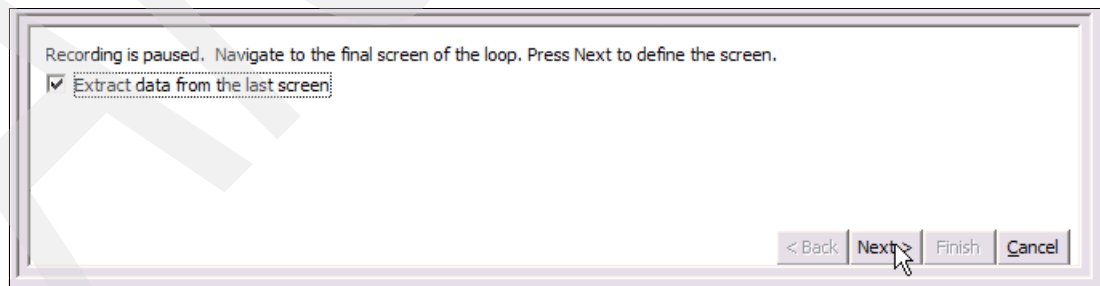 Recording is paused.  Navigate to the final screen of the loop. Press Next to define the screen.
Extract data from the last screen
< Back Next > Finish Cancel